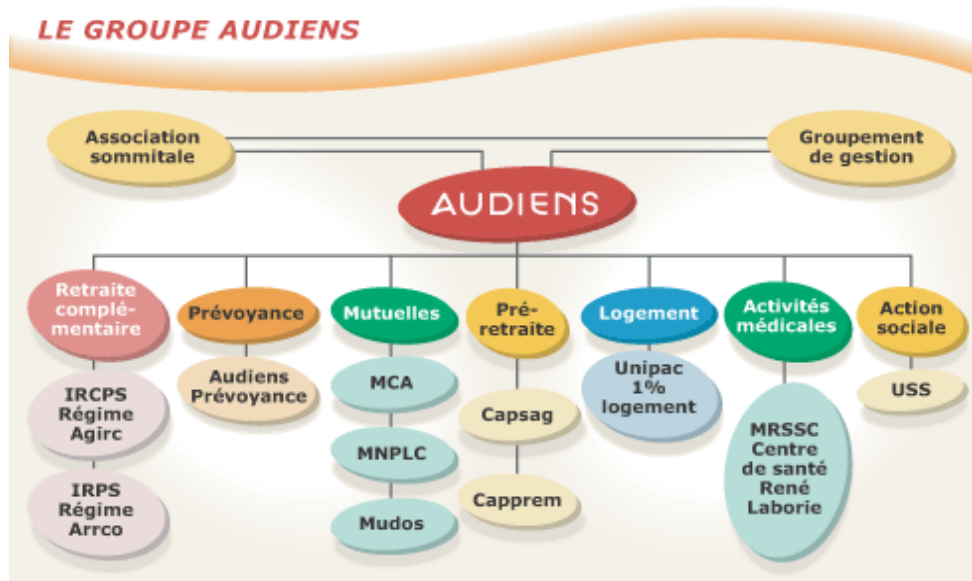 LE GROUPE AUDIENS
Association
sommitale
Groupement
de gestion
AUDIENS
Retraite
complé-
mentaire
Prévoyance
Mutuelles
Pré-
retraite
Logement
Activités
médicales
Action
sociale
IRCPS
Régime
Agirc
IRPS
Régime
Arrco
Audiens
Prévoyance
MCA
MNPLC
Mudos
Capsag
Capprem
Unipac
1%
logement
MRSSC
Centre
de santé
René
Laborie
USS